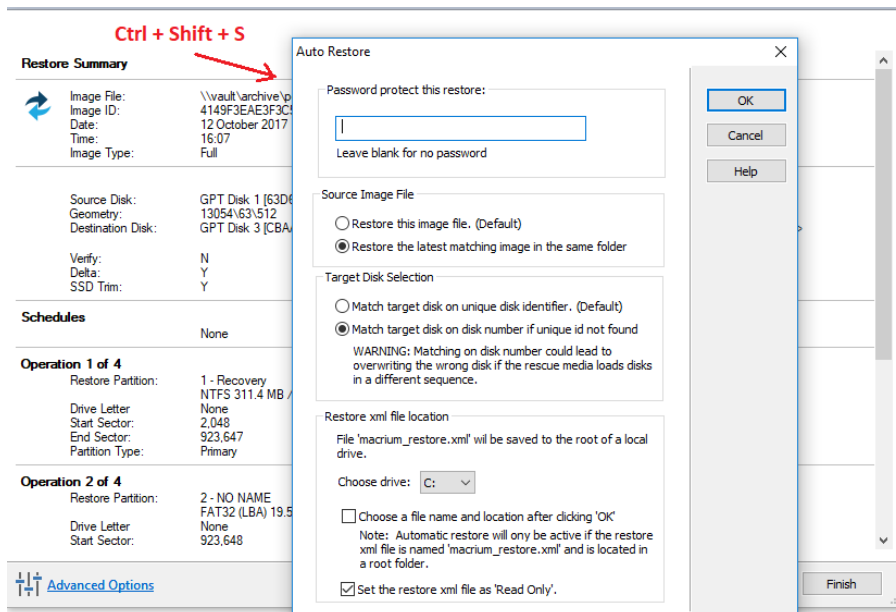 Ctrl + Shift + S
Restore Summary
Image File: \\vault\archive\p
Image ID: 4149F3EAE3F3C
Date: 12 October 2017
Time: 16:07
Image Type: Full
Source Disk: GPT Disk 1 [63D6
Geometry: 13054\63\512
Destination Disk: GPT Disk 3 [CBA
Verify: N
Delta: Y
SSD Trim: Y
Schedules
None
Operation 1 of 4
Restore Partition: 1 - Recovery
NTFS 311.4 MB /
Drive Letter None
Start Sector: 2,048
End Sector: 923,647
Partition Type: Primary
Operation 2 of 4
Restore Partition: 2 - NO NAME
FAT32 (LBA) 19.5
Drive Letter None
Start Sector: 923,648
Advanced Options
Auto Restore
Password protect this restore:
Leave blank for no password
Source Image File
Restore this image file. (Default)
Restore the latest matching image in the same folder
Target Disk Selection
Match target disk on unique disk identifier. (Default)
Match target disk on disk number if unique id not found
WARNING: Matching on disk number could lead to
overwriting the wrong disk if the rescue media loads disks
in a different sequence.
Restore xml file location
File 'macrium_restore.xml' wil be saved to the root of a local
drive.
Choose drive: C:
Choose a file name and location after clicking 'OK'
Note: Automatic restore will ony be active if the restore
xml file is named 'macrium_restore.xml' and is located in
a root folder.
Set the restore xml file as 'Read Only'.
OK
Cancel
Help
>
Finish